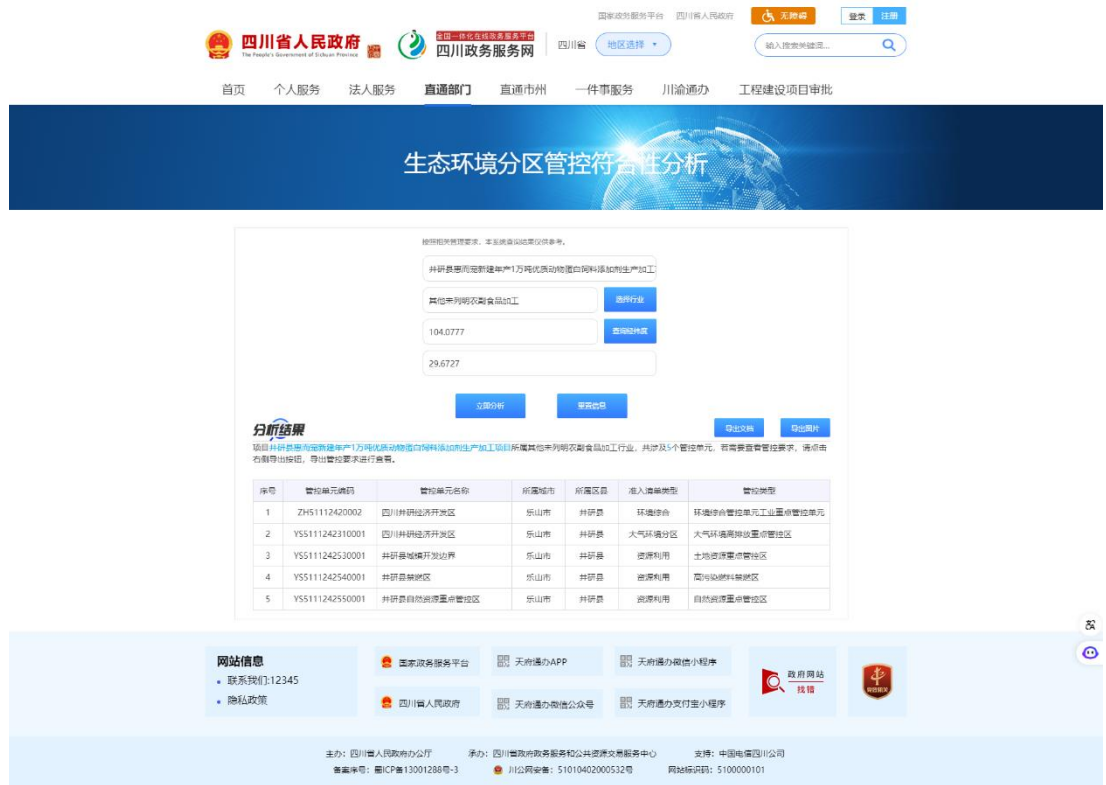 国家政务服务平台 四川省人民政府 无障碍 登录 注册
四川省人民政府
The People's Government of Sichuan Province
全国一体化在线政务服务平台
四川政务服务网
四川省 地区选择
输入搜索关键词...
首页 个人服务 法人服务 直通部门 直通市州 一件事服务 川渝通办 工程建设项目审批
生态环境分区管控符合性分析
按照相关管理要求，本系统查询结果仅供参考。
井研县惠而宠新建年产1万吨优质动物蛋白饲料添加剂生产加工
其他未列明农副食品加工 选择行业
104.0777 查询经纬度
29.6727
立即分析 重置信息
分析结果 导出文档 导出图片
项目井研县惠而宠新建年产1万吨优质动物蛋白饲料添加剂生产加工项目所属其他未列明农副食品加工行业，共涉及5个管控单元，若需要查看管控要求，请点击
右侧导出按钮，导出管控要求进行查看。
序号 管控单元编码 管控单元名称 所属城市 所属区县 准入清单类型 管控类型
1 ZH51112420002 四川井研经济开发区 乐山市 井研县 环境综合 环境综合管控单元工业重点管控单元
2 YS5111242310001 四川井研经济开发区 乐山市 井研县 大气环境分区 大气环境高排放重点管控区
3 YS5111242530001 井研县城镇开发边界 乐山市 井研县 资源利用 土地资源重点管控区
4 YS5111242540001 井研县禁燃区 乐山市 井研县 资源利用 高污染燃料禁燃区
5 YS5111242550001 井研县自然资源重点管控区 乐山市 井研县 资源利用 自然资源重点管控区
网站信息
联系我们:12345
隐私政策
国家政务服务平台 天府通办APP 天府通办微信小程序
四川省人民政府 天府通办微信公众号 天府通办支付宝小程序
政府网站
找错
主办：四川省人民政府办公厅 承办：四川省政府政务服务和公共资源交易服务中心 支持：中国电信四川公司
备案序号：蜀ICP备13001288号-3 川公网安备：51010402000532号 网站标识码：5100000101